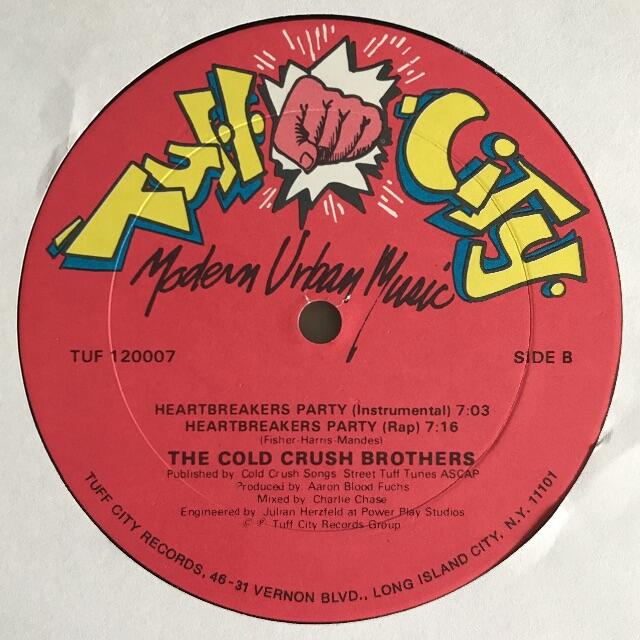 Tuff City
Modern Urban Music
TUF 120007
SIDE B
HEARTBREAKERS PARTY (Instrumental) 7:03
HEARTBREAKERS PARTY (Rap) 7:16
(Fisher-Harris-Mandes)
THE COLD CRUSH BROTHERS
Published by: Cold Crush Songs Street Tuff Tunes ASCAP
Produced by: Aaron Blood Fuchs
Mixed by Charlie Chase
Engineered by Julian Herzfeld at Power Play Studios
© ℗ Tuff City Records Group
TUFF CITY RECORDS, 46-31 VERNON BLVD., LONG ISLAND CITY, N.Y. 11101